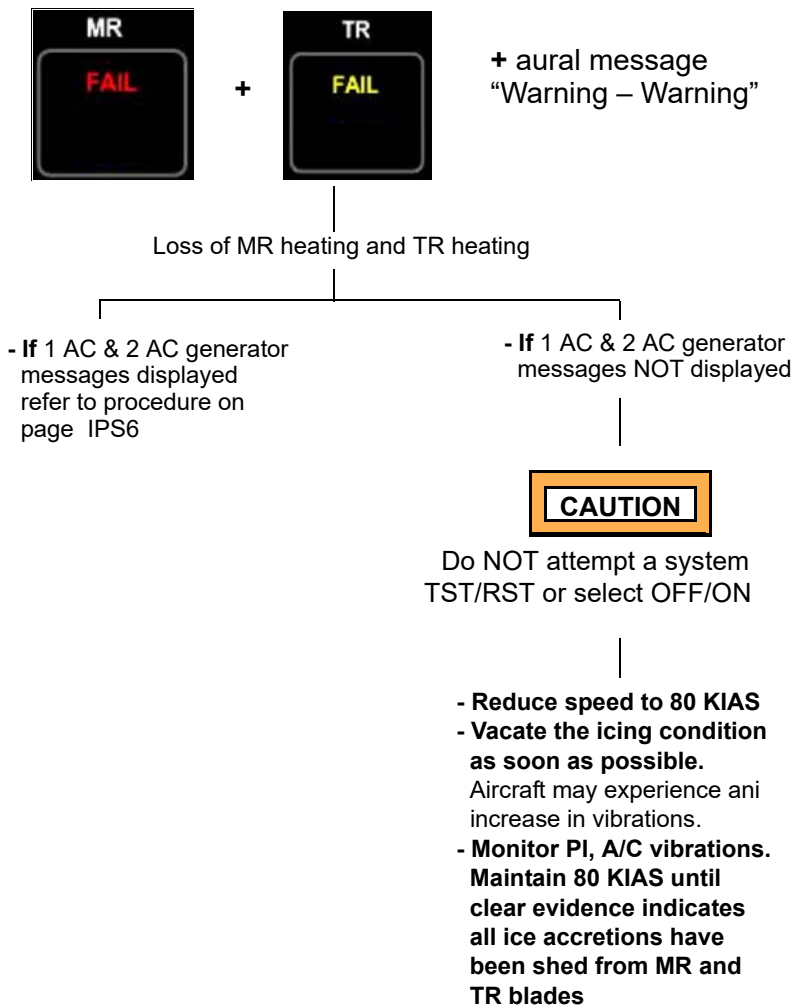 MR
TR
FAIL
+
FAIL
+ aural message
“Warning – Warning”
Loss of MR heating and TR heating
- If 1 AC & 2 AC generator
messages displayed
refer to procedure on
page IPS6
- If 1 AC & 2 AC generator
messages NOT displayed
CAUTION
Do NOT attempt a system
TST/RST or select OFF/ON
- Reduce speed to 80 KIAS
- Vacate the icing condition
as soon as possible.
Aircraft may experience ani
increase in vibrations.
- Monitor PI, A/C vibrations.
Maintain 80 KIAS until
clear evidence indicates
all ice accretions have
been shed from MR and
TR blades